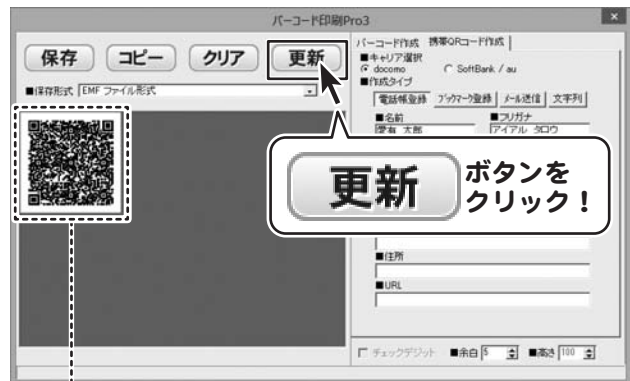 バーコード印刷Pro3
×
保存 コピー クリア 更新
■保存形式 EMF ファイル形式
バーコード作成 携帯QRコード作成
■キャリア選択
docomo SoftBank / au
■作成タイプ
電話帳登録 ブックマーク登録 メール送信 文字列
■名前 ■フリガナ
愛有 太郎 アイアル タロウ
更新 ボタンを
クリック！
■住所
■URL
チェックデジット ■余白 5 ■高さ 100